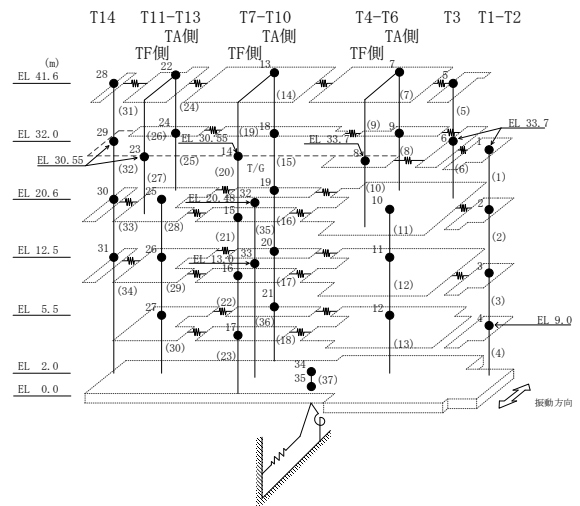 T14 T11−T13 T7−T10 T4−T6 T3 T1−T2
TA側 TA側 TA側
TF側 TF側 TF側
(m)
EL 41.6 28 22 13 7 5
(31) (24) (14) (7) (5)
EL 32.0 29 24 (26) (19) 18 (9) 9 6 EL 33.7
EL 30.55 EL 33.7 1
EL 30.55 23 (25) 14 (15) 8 (8) (6)
(32) (27) (20) T/G (10) (1)
EL 20.6 30 25 19 32 10 2
EL 20.48
(33) (28) 15 (35) (16) (11) (2)
(21)
EL 12.5 31 26 33 20 11 3
EL 13.0
(34) (29) 16 (17) (12) (3)
EL 5.5 27 (22) 21 12 4 EL 9.0
(30) 17 (36) (18) (13) (4)
(23)
EL 2.0 34
EL 0.0 35 (37)
振動方向